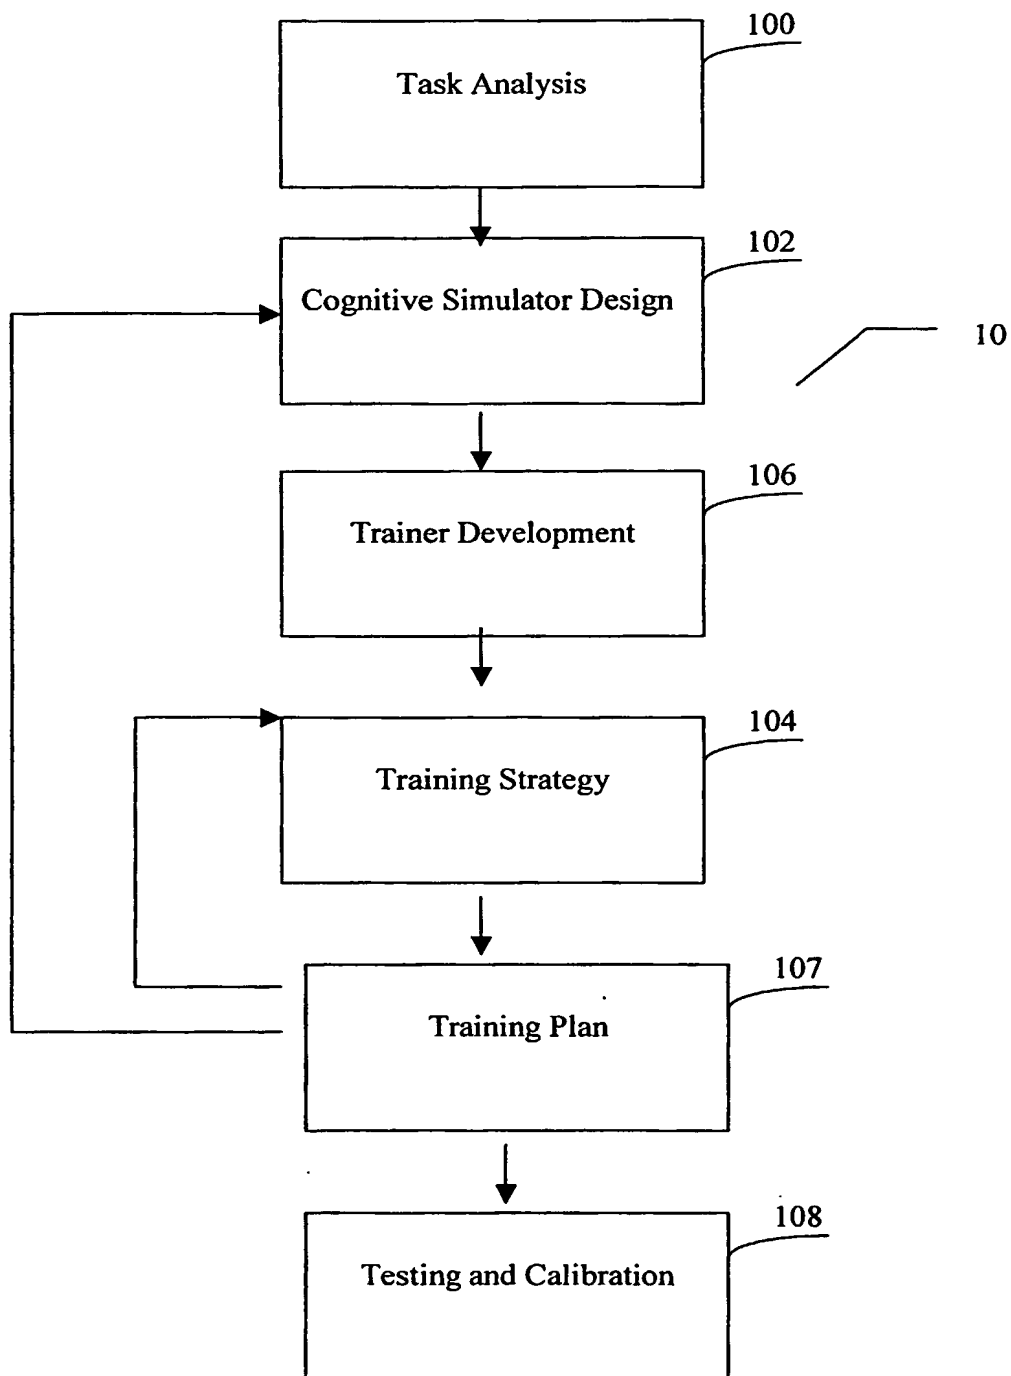 100
Task Analysis
102
Cognitive Simulator Design
10
106
Trainer Development
104
Training Strategy
107
Training Plan
108
Testing and Calibration